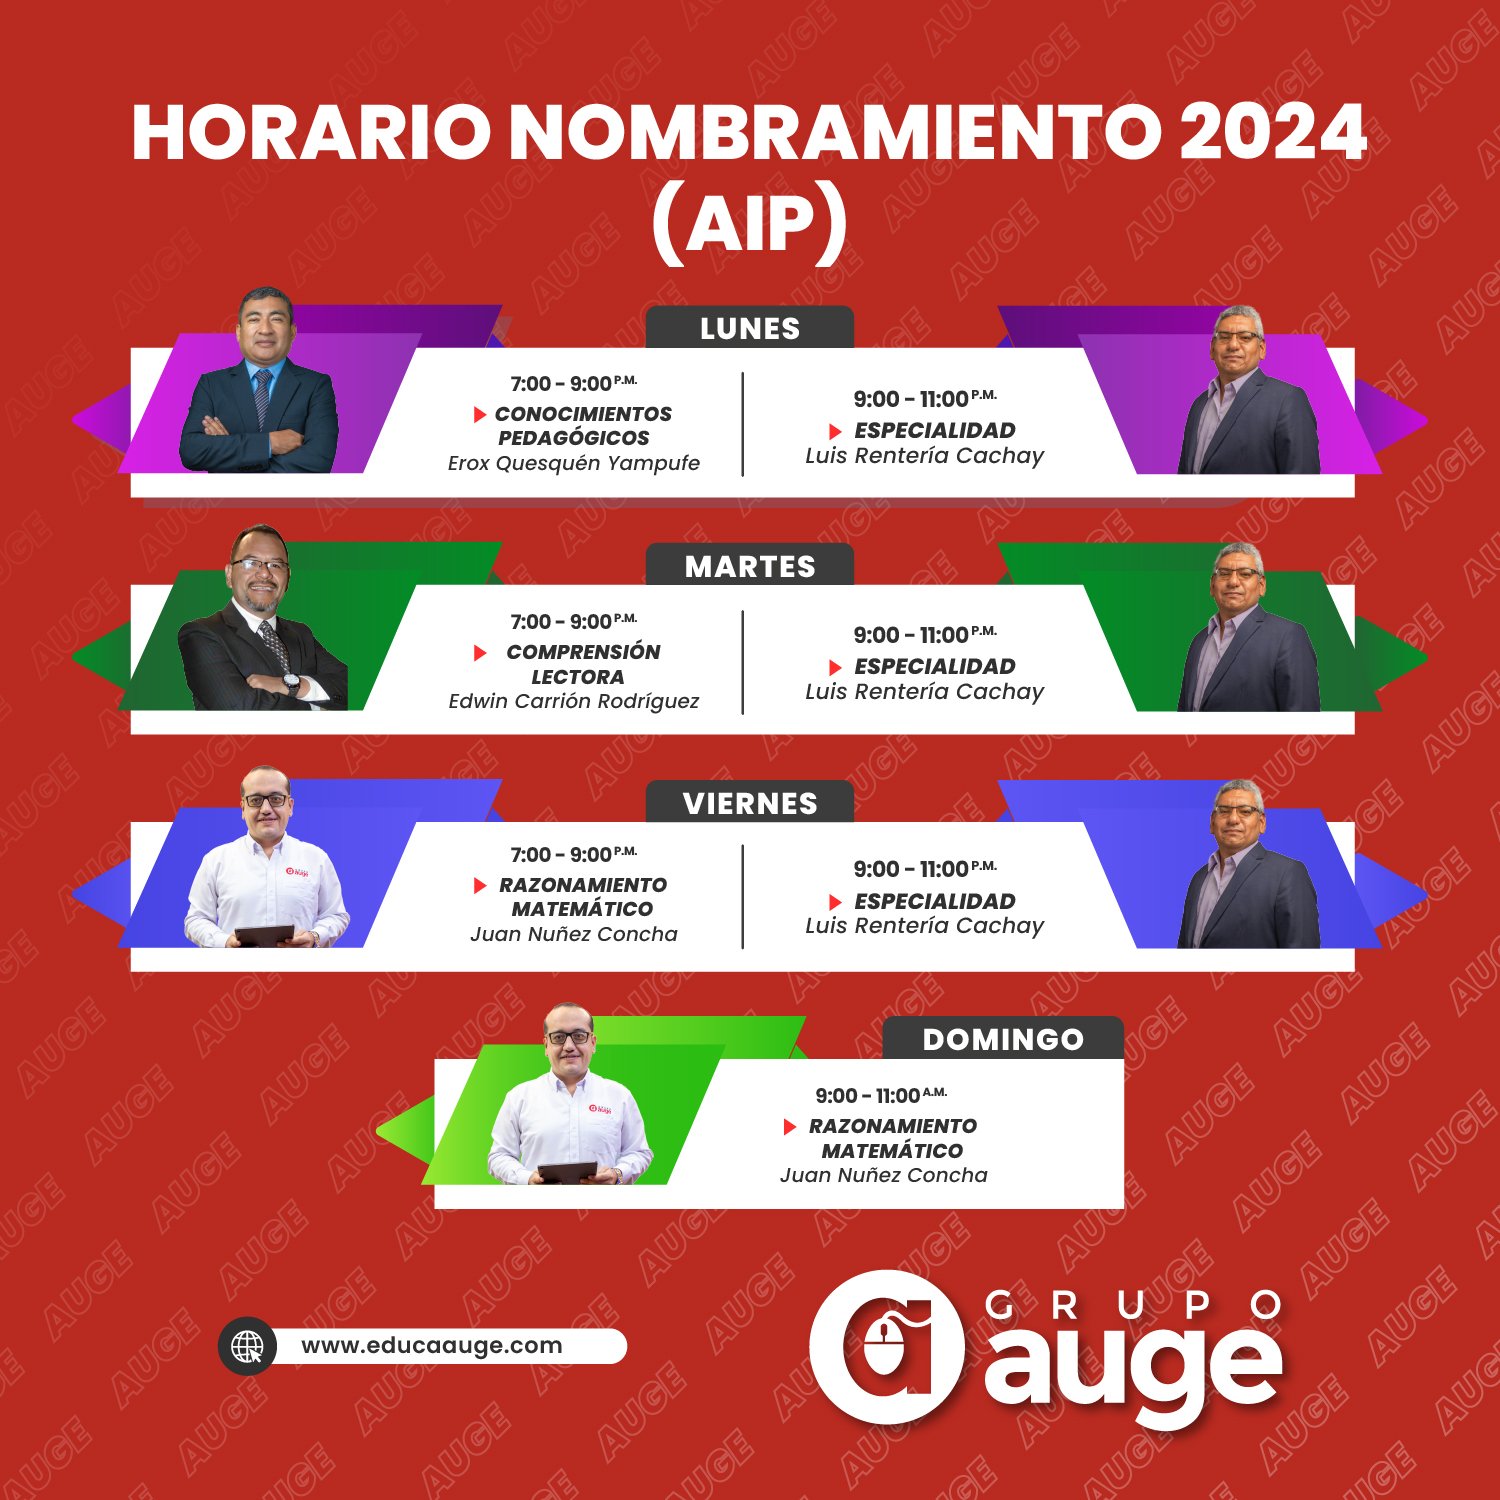 HORARIO NOMBRAMIENTO 2024
(AIP)
LUNES
7:00 - 9:00 P.M.
CONOCIMIENTOS
PEDAGÓGICOS
Erox Quesquén Yampufe
9:00 - 11:00 P.M.
ESPECIALIDAD
Luis Rentería Cachay
MARTES
7:00 - 9:00 P.M.
COMPRENSIÓN
LECTORA
Edwin Carrión Rodríguez
9:00 - 11:00 P.M.
ESPECIALIDAD
Luis Rentería Cachay
VIERNES
7:00 - 9:00 P.M.
RAZONAMIENTO
MATEMÁTICO
Juan Nuñez Concha
9:00 - 11:00 P.M.
ESPECIALIDAD
Luis Rentería Cachay
DOMINGO
9:00 - 11:00 A.M.
RAZONAMIENTO
MATEMÁTICO
Juan Nuñez Concha
www.educaauge.com
GRUPO
auge